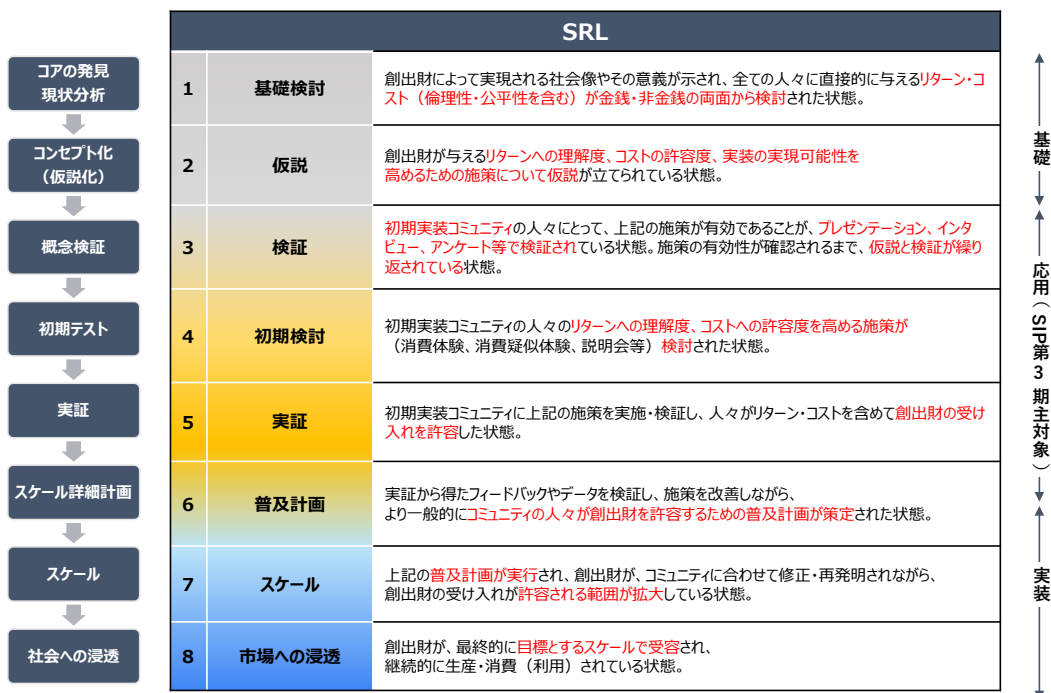 SRL
コアの発見
現状分析
コンセプト化
(仮説化)
概念検証
初期テスト
実証
スケール詳細計画
スケール
社会への浸透
1
基礎検討
創出財によって実現される社会像やその意義が示され、全ての人々に直接的に与えるリターン・コ
スト（倫理性・公平性を含む）が金銭・非金銭の両面から検討された状態。
2
仮説
創出財が与えるリターンへの理解度、コストの許容度、実装の実現可能性を
高めるための施策について仮説が立てられている状態。
3
検証
初期実装コミュニティの人々にとって、上記の施策が有効であることが、プレゼンテーション、インタ
ビュー、アンケート等で検証されている状態。施策の有効性が確認されるまで、仮説と検証が繰り
返されている状態。
4
初期検討
初期実装コミュニティの人々のリターンへの理解度、コストへの許容度を高める施策が
（消費体験、消費疑似体験、説明会等）検討された状態。
5
実証
初期実装コミュニティに上記の施策を実施・検証し、人々がリターン・コストを含めて創出財の受け
入れを許容した状態。
6
普及計画
実証から得たフィードバックやデータを検証し、施策を改善しながら、
より一般的にコミュニティの人々が創出財を許容するための普及計画が策定された状態。
7
スケール
上記の普及計画が実行され、創出財が、コミュニティに合わせて修正・再発明されながら、
創出財の受け入れが許容される範囲が拡大している状態。
8
市場への浸透
創出財が、最終的に目標とするスケールで受容され、
継続的に生産・消費（利用）されている状態。
基礎
応用（SIP第3期主対象）
実装